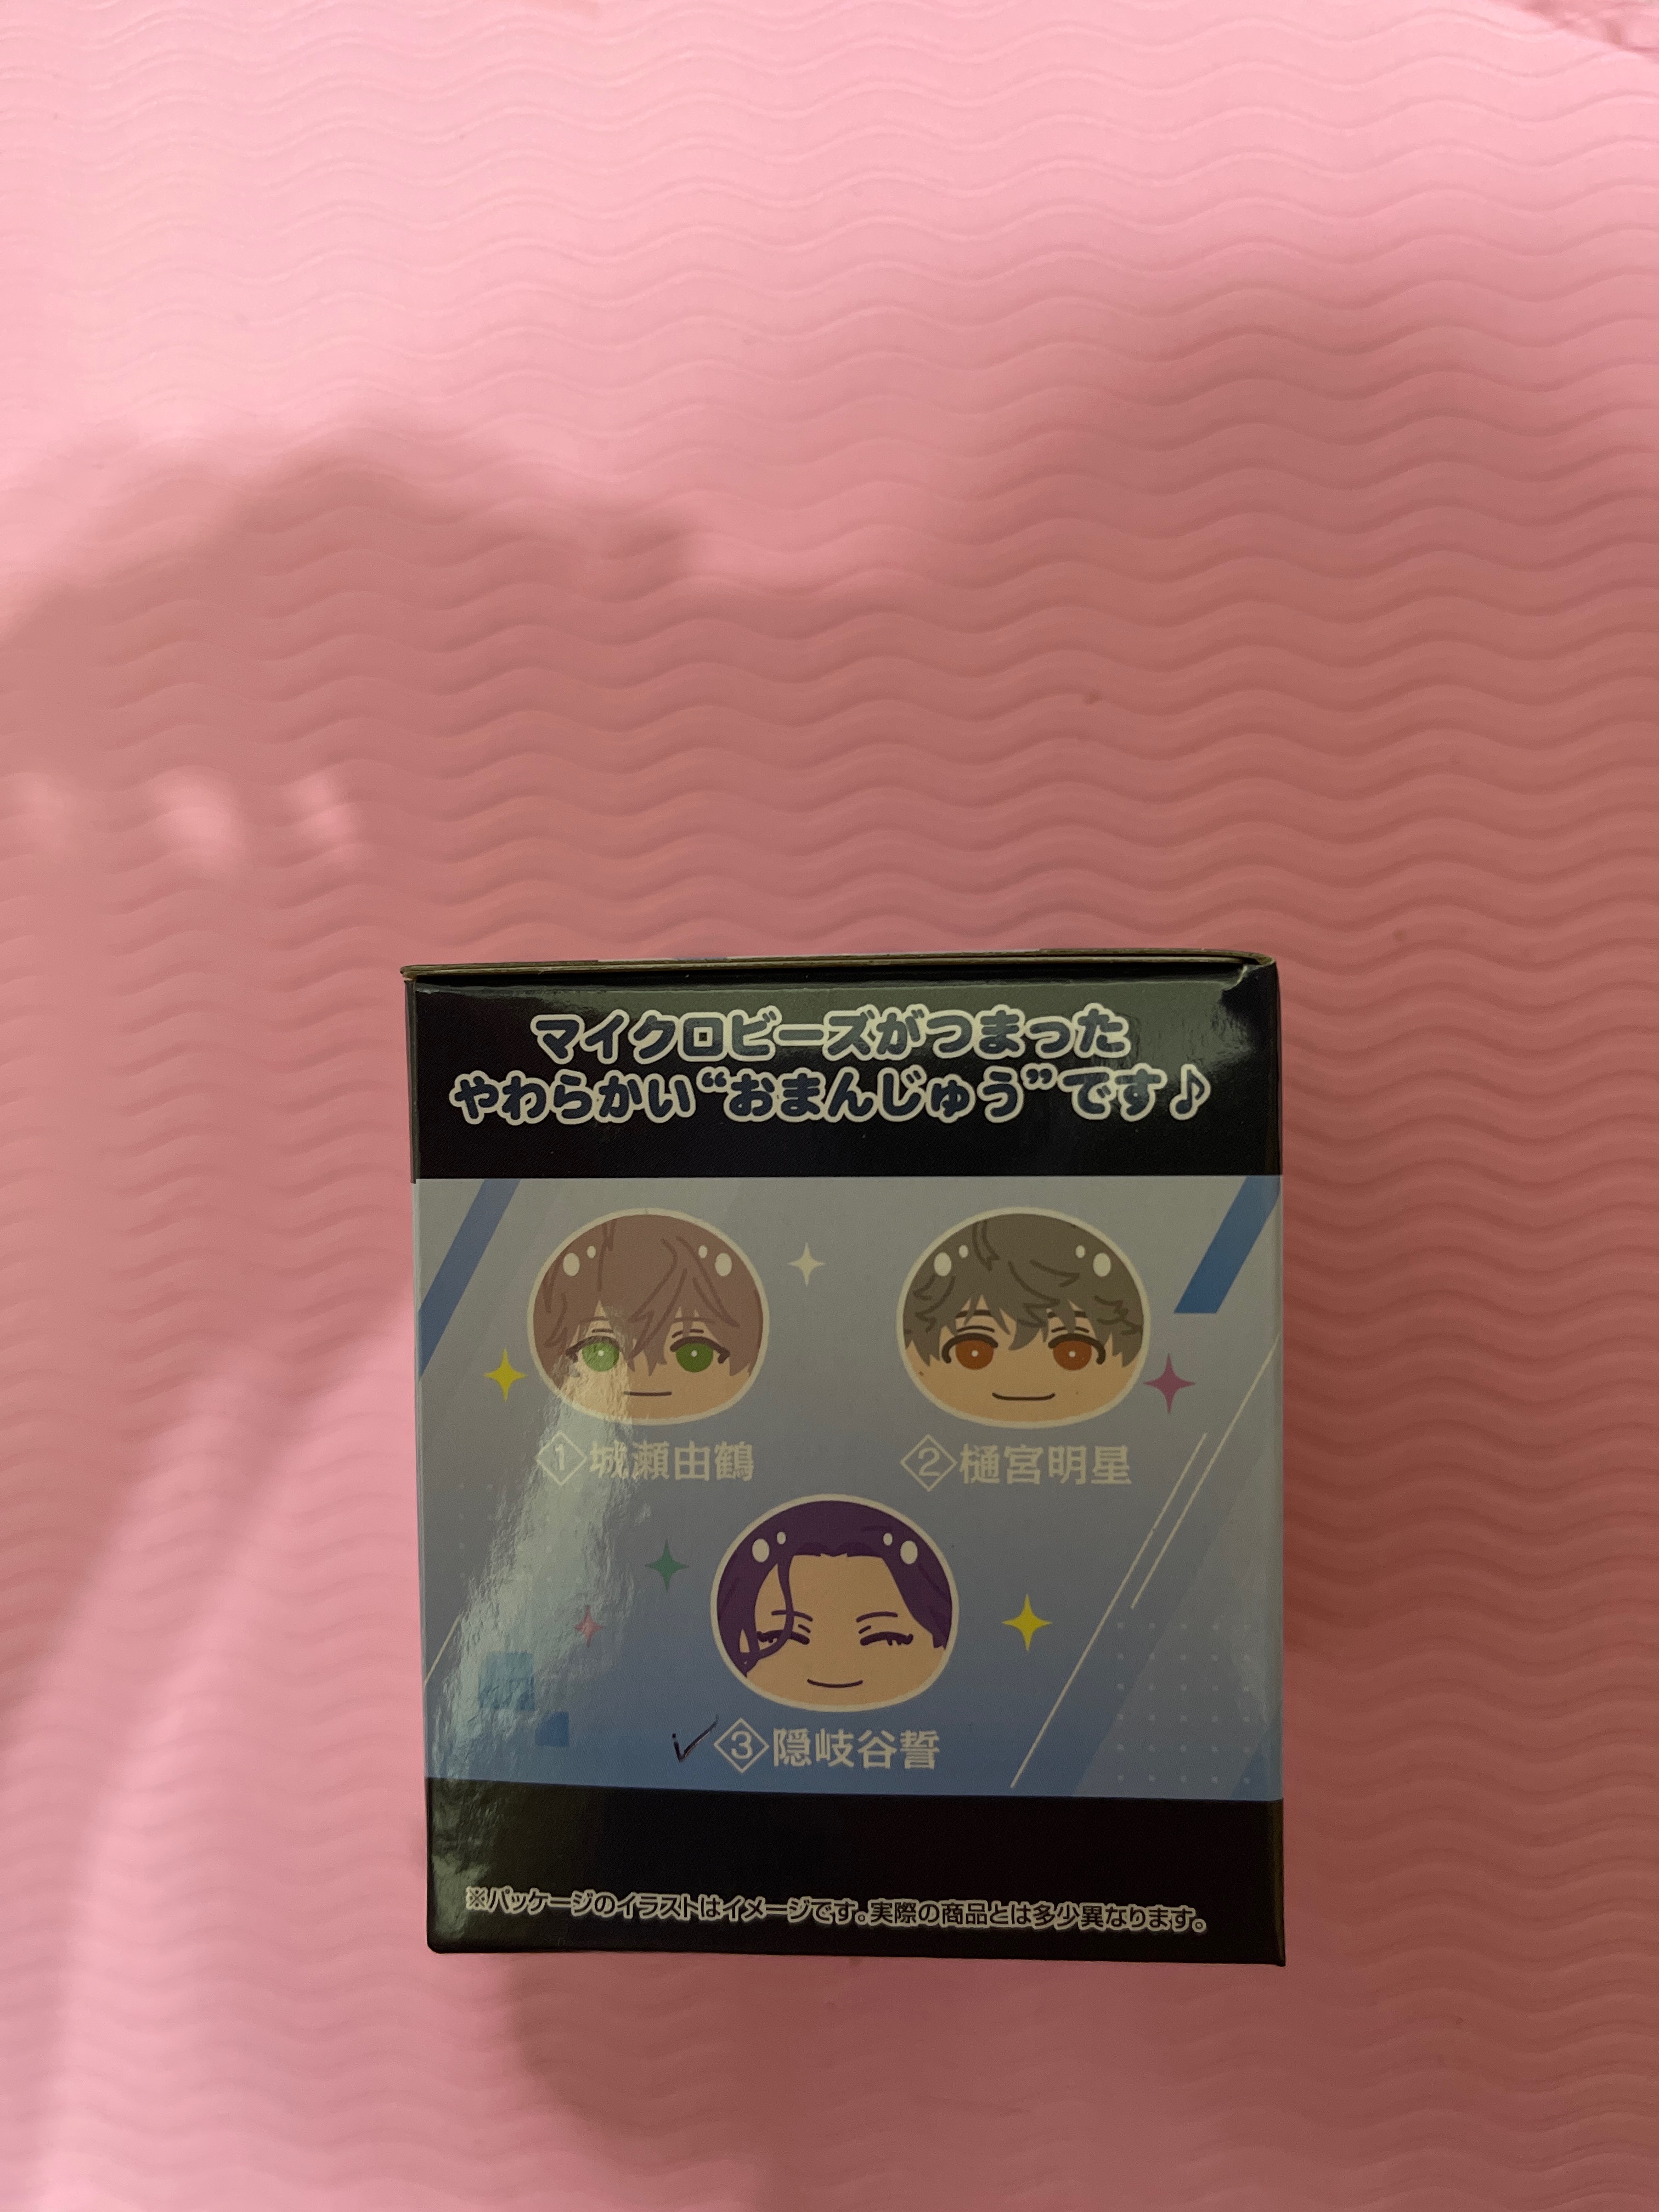 マイクロビーズがつまった
やわらかい“おまんじゅう”です♪
1 城瀬由鶴
2 樋宮明星
✓ 3 隠岐谷誓
※パッケージのイラストはイメージです。実際の商品とは多少異なります。